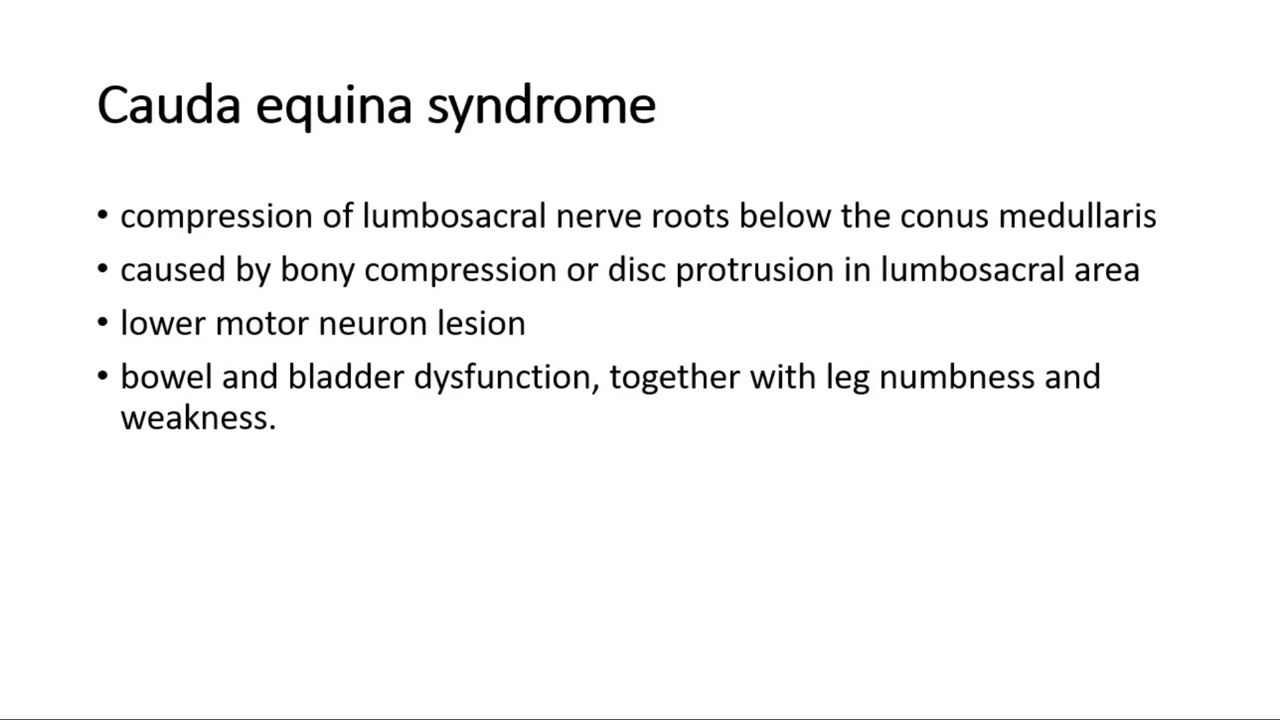 Cauda equina syndrome
• compression of lumbosacral nerve roots below the conus medullaris
• caused by bony compression or disc protrusion in lumbosacral area
• lower motor neuron lesion
• bowel and bladder dysfunction, together with leg numbness and
weakness.